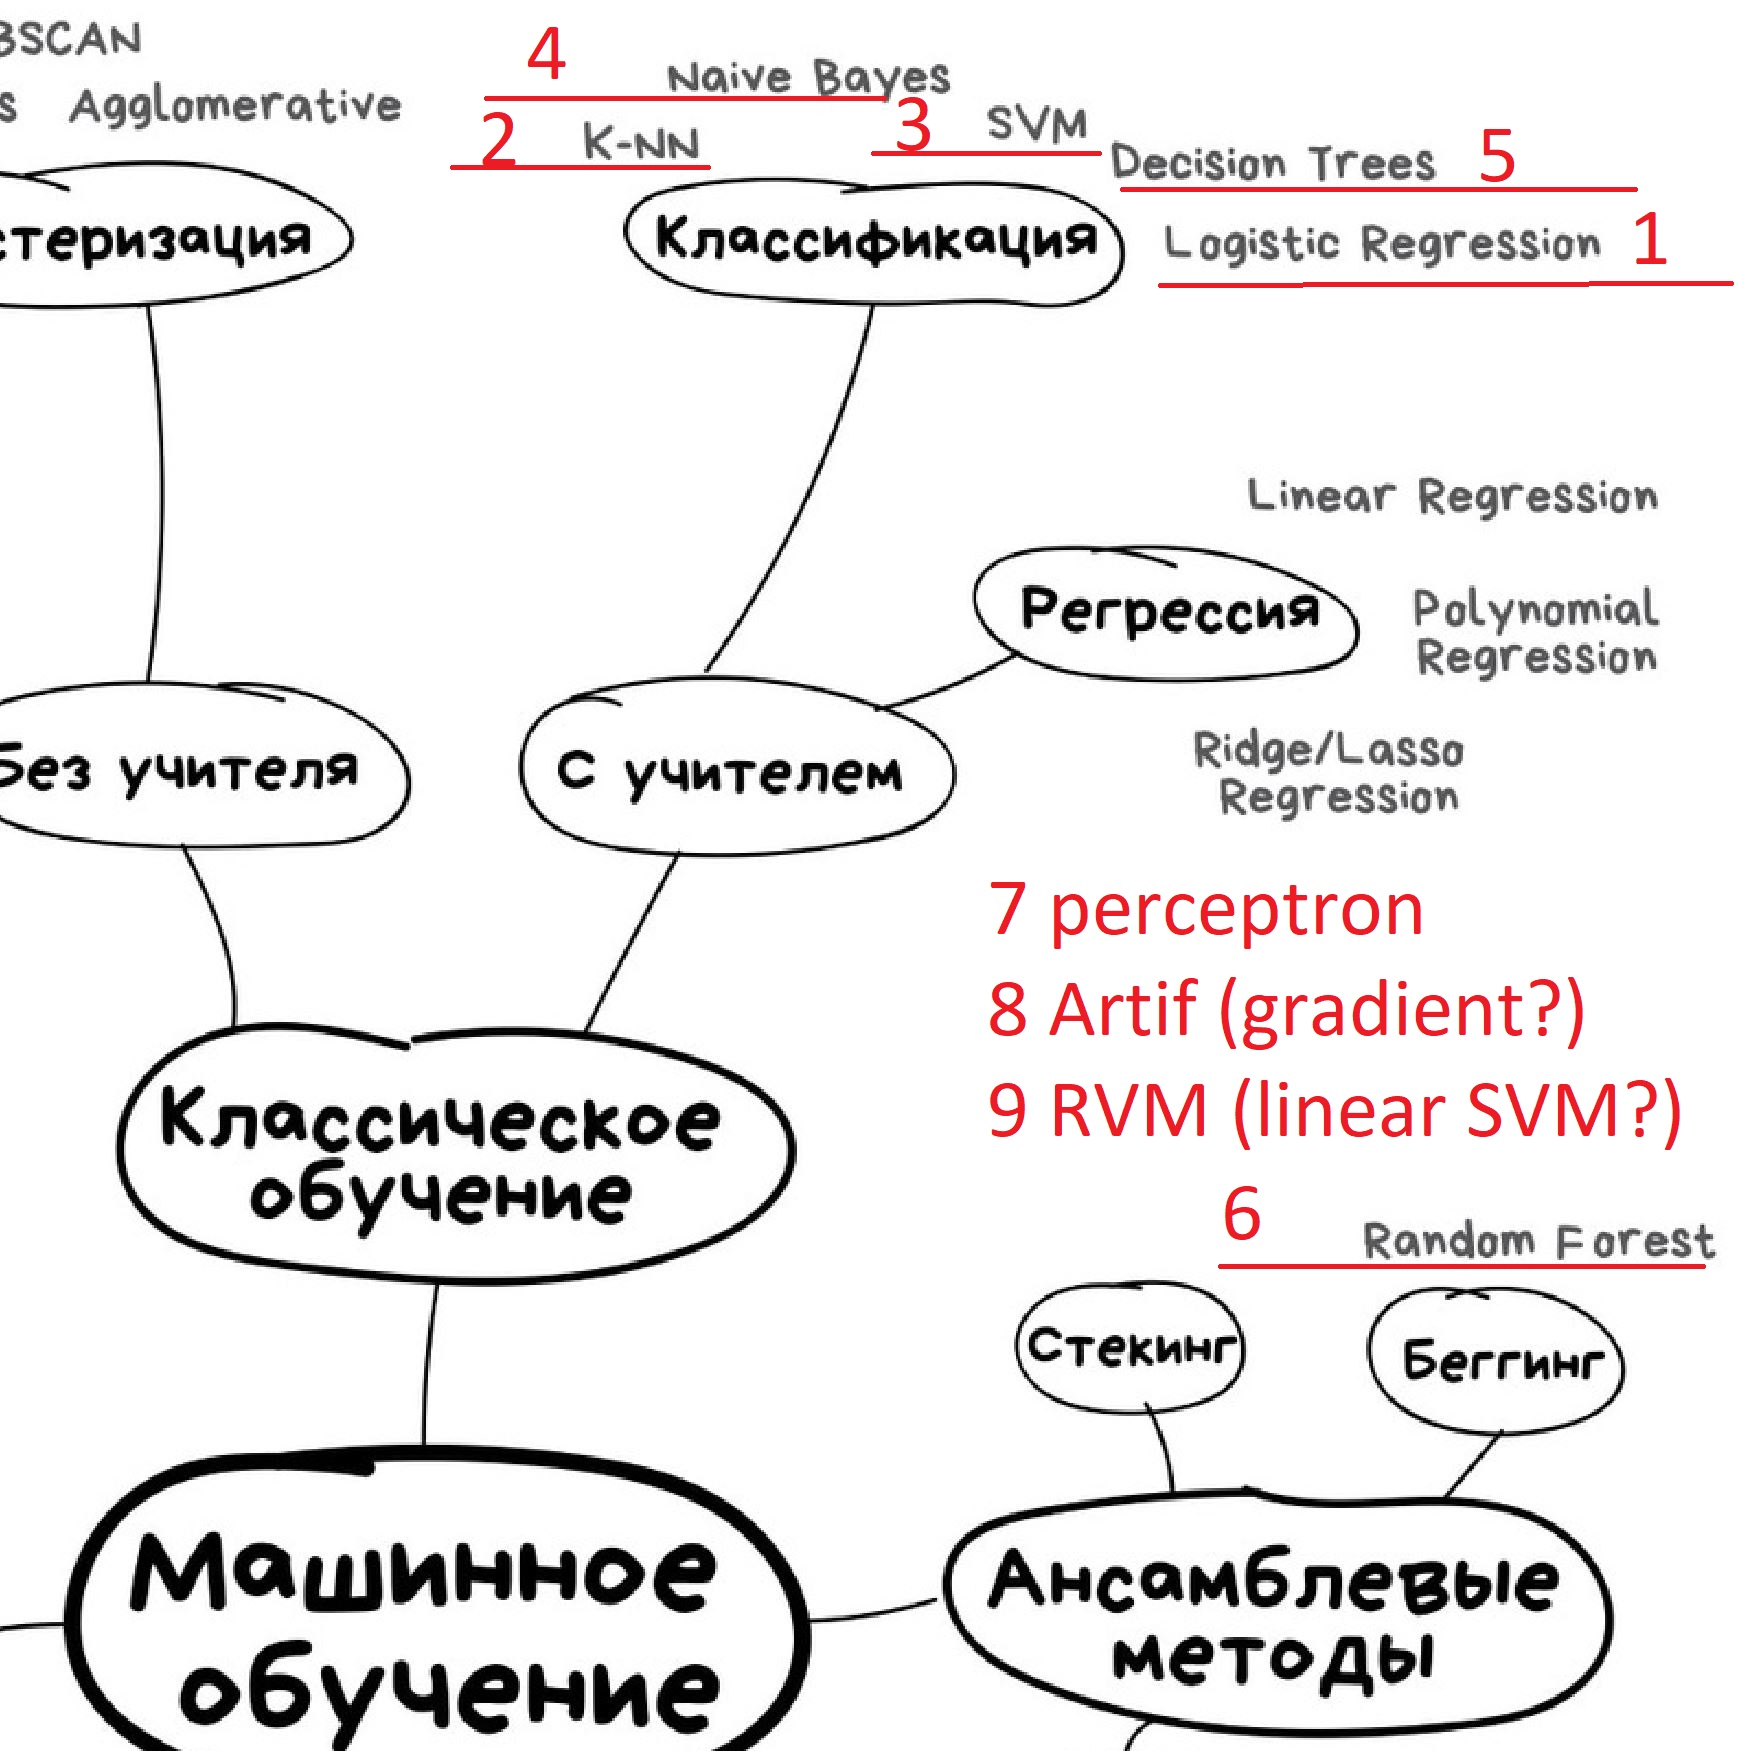 BSCAN
4 Naive Bayes
s Agglomerative
2 K-NN
3 SVM
Decision Trees 5
стеризация
Классификация
Logistic Regression 1
Linear Regression
Регрессия
Polynomial
Regression
Без учителя
С учителем
Ridge/Lasso
Regression
7 perceptron
8 Artif (gradient?)
9 RVM (linear SVM?)
Классическое
обучение
6 Random Forest
Стекинг
Беггинг
Машинное
обучение
Ансамблевые
методы